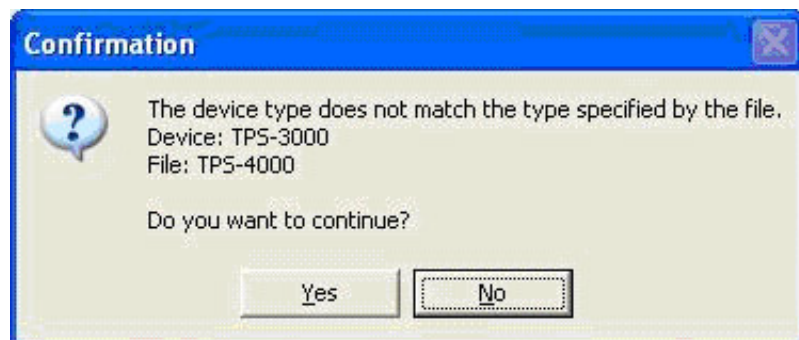 Confirmation
The device type does not match the type specified by the file.
Device: TPS-3000
File: TPS-4000
Do you want to continue?
Yes
No